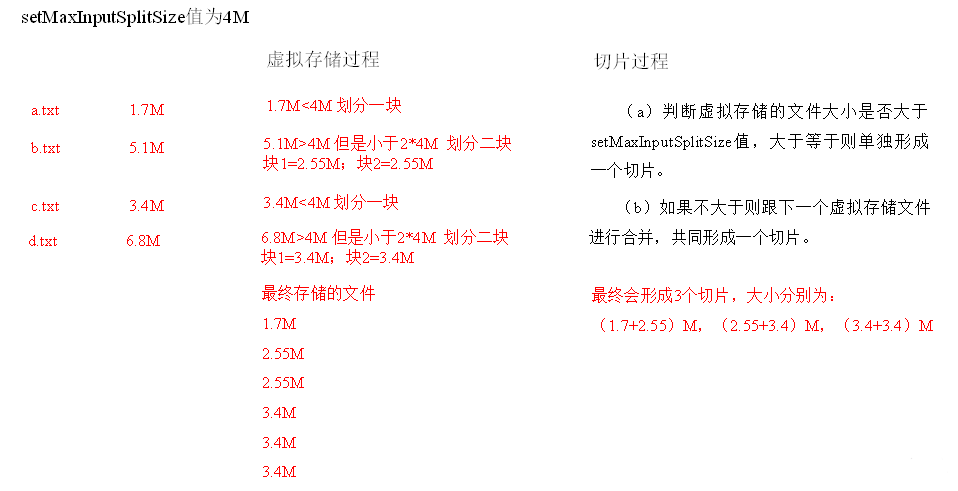 setMaxInputSplitSize值为4M
虚拟存储过程
a.txt 1.7M 1.7M<4M 划分一块
b.txt 5.1M 5.1M>4M 但是小于2*4M 划分二块
块1=2.55M；块2=2.55M
c.txt 3.4M 3.4M<4M 划分一块
d.txt 6.8M 6.8M>4M 但是小于2*4M 划分二块
块1=3.4M；块2=3.4M
最终存储的文件
1.7M
2.55M
2.55M
3.4M
3.4M
3.4M
切片过程
（a）判断虚拟存储的文件大小是否大于
setMaxInputSplitSize值，大于等于则单独形成
一个切片。
（b）如果不大于则跟下一个虚拟存储文件
进行合并，共同形成一个切片。
最终会形成3个切片，大小分别为：
（1.7+2.55）M，（2.55+3.4）M，（3.4+3.4）M